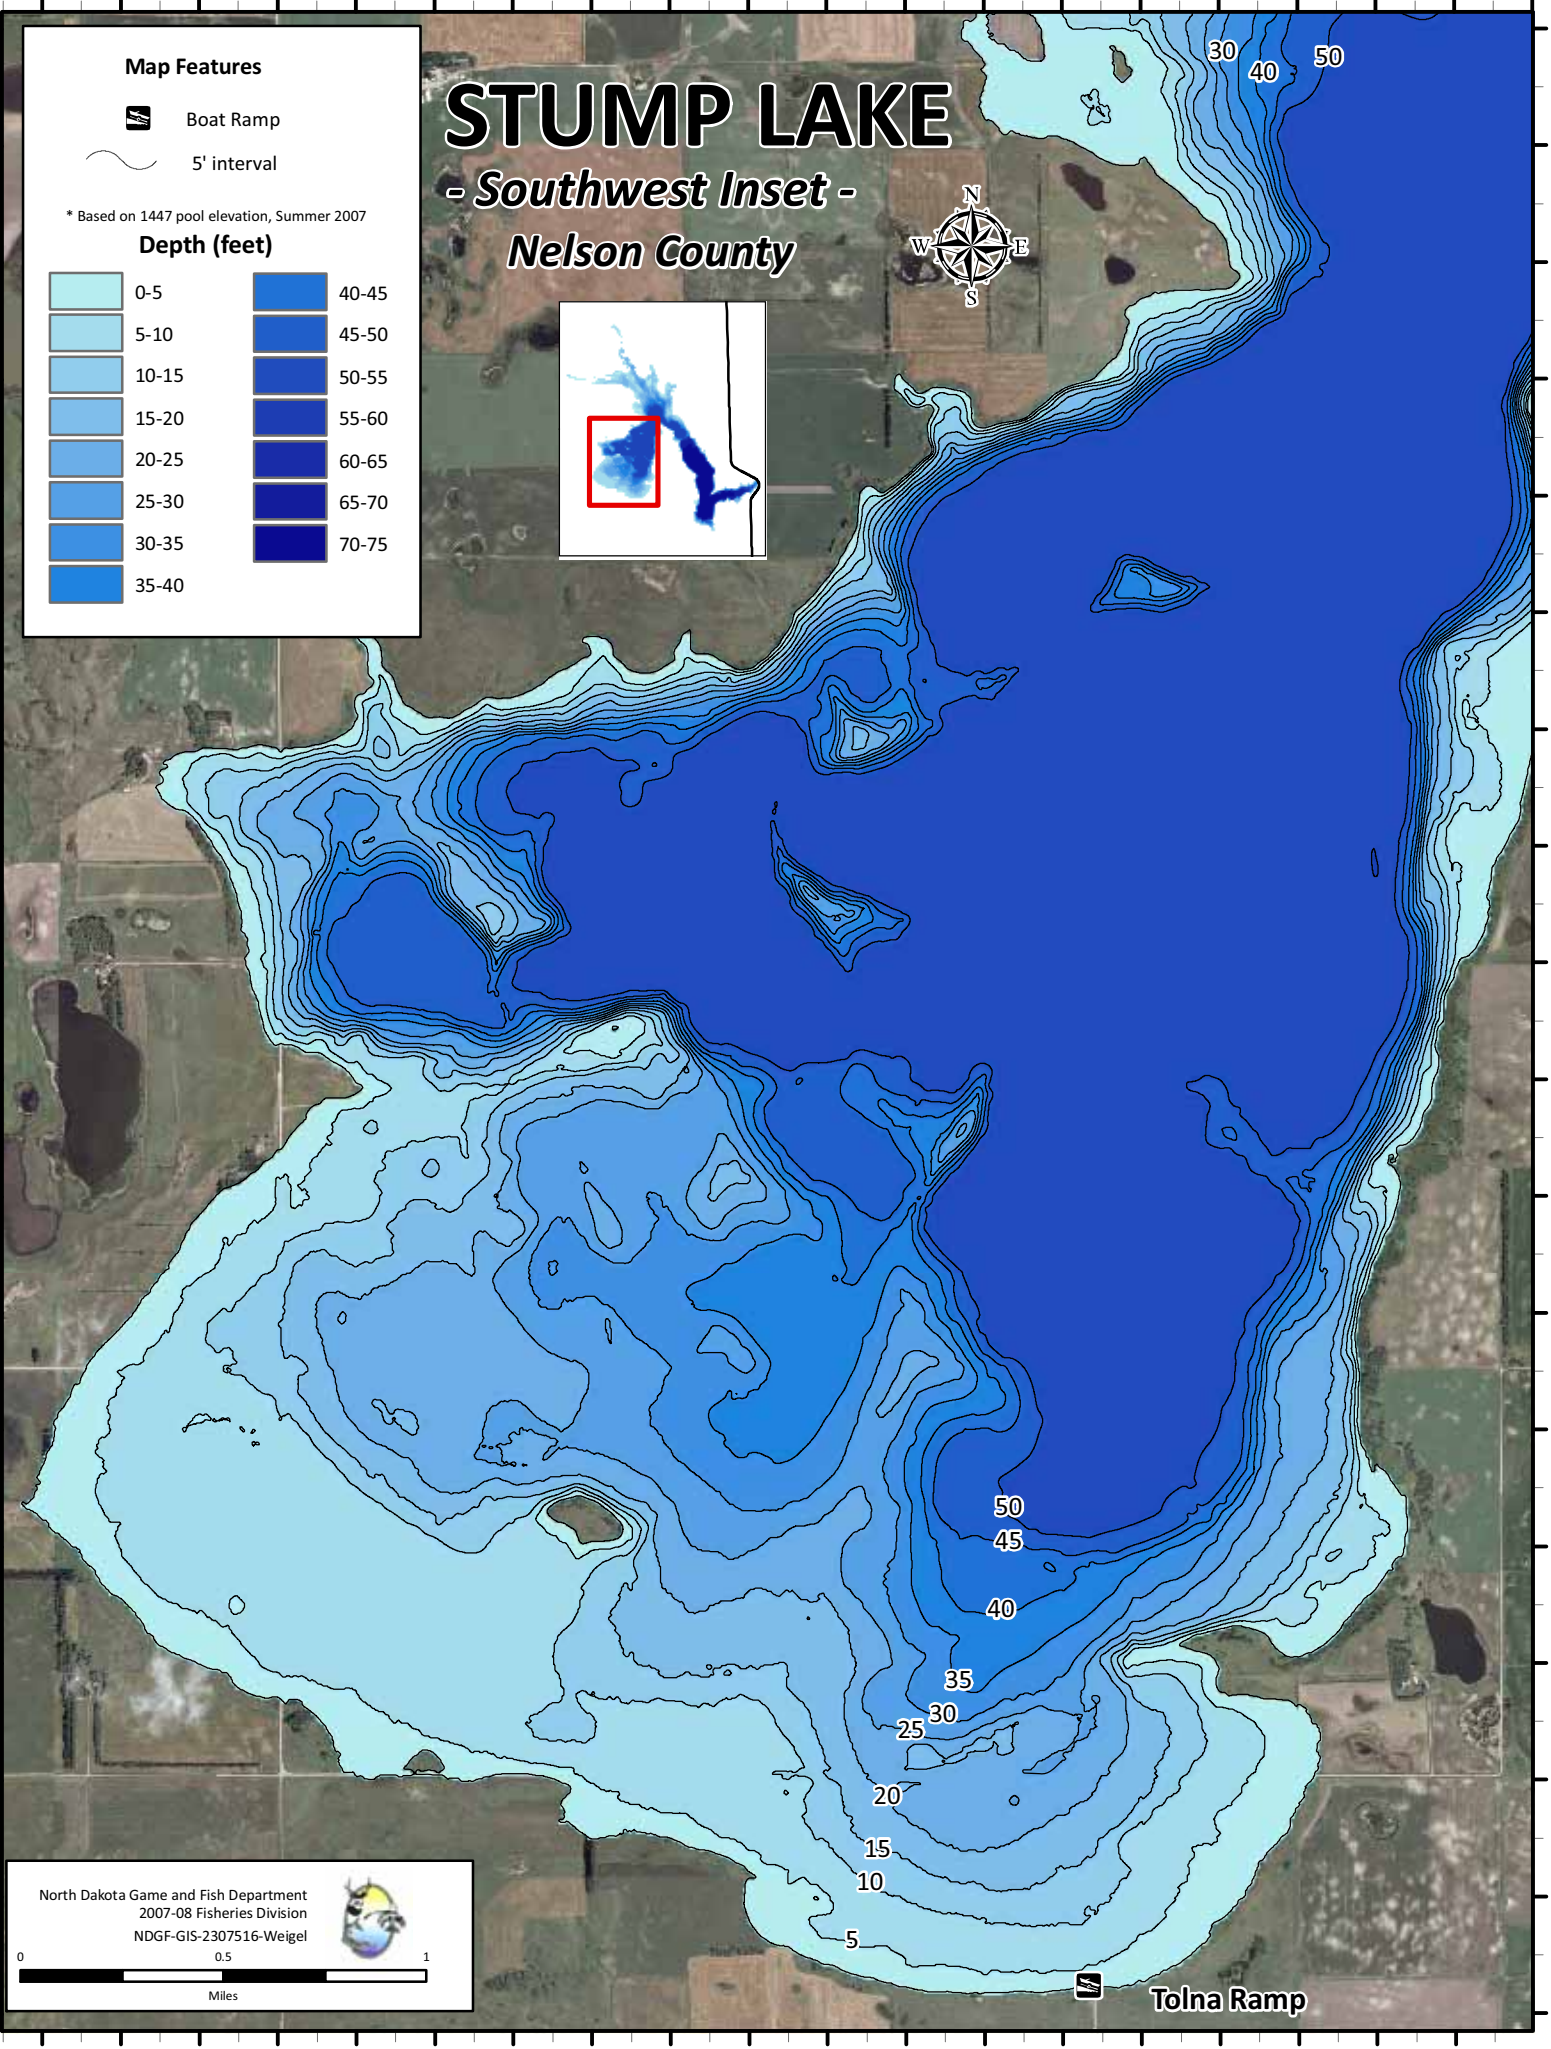 Map Features
Boat Ramp
5' interval
* Based on 1447 pool elevation, Summer 2007
Depth (feet)
0-5
5-10
10-15
15-20
20-25
25-30
30-35
35-40
40-45
45-50
50-55
55-60
60-65
65-70
70-75
STUMP LAKE
- Southwest Inset -
Nelson County
N
W E
S
30
40
50
50
45
40
35
30
25
20
15
10
5
Tolna Ramp
North Dakota Game and Fish Department
2007-08 Fisheries Division
NDGF-GIS-2307516-Weigel
0 0.5 1
Miles